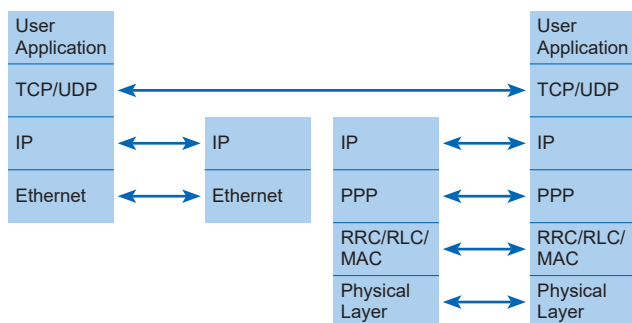 User
Application
TCP/UDP
IP
Ethernet
IP
Ethernet
IP
PPP
RRC/RLC/
MAC
Physical
Layer
User
Application
TCP/UDP
IP
PPP
RRC/RLC/
MAC
Physical
Layer